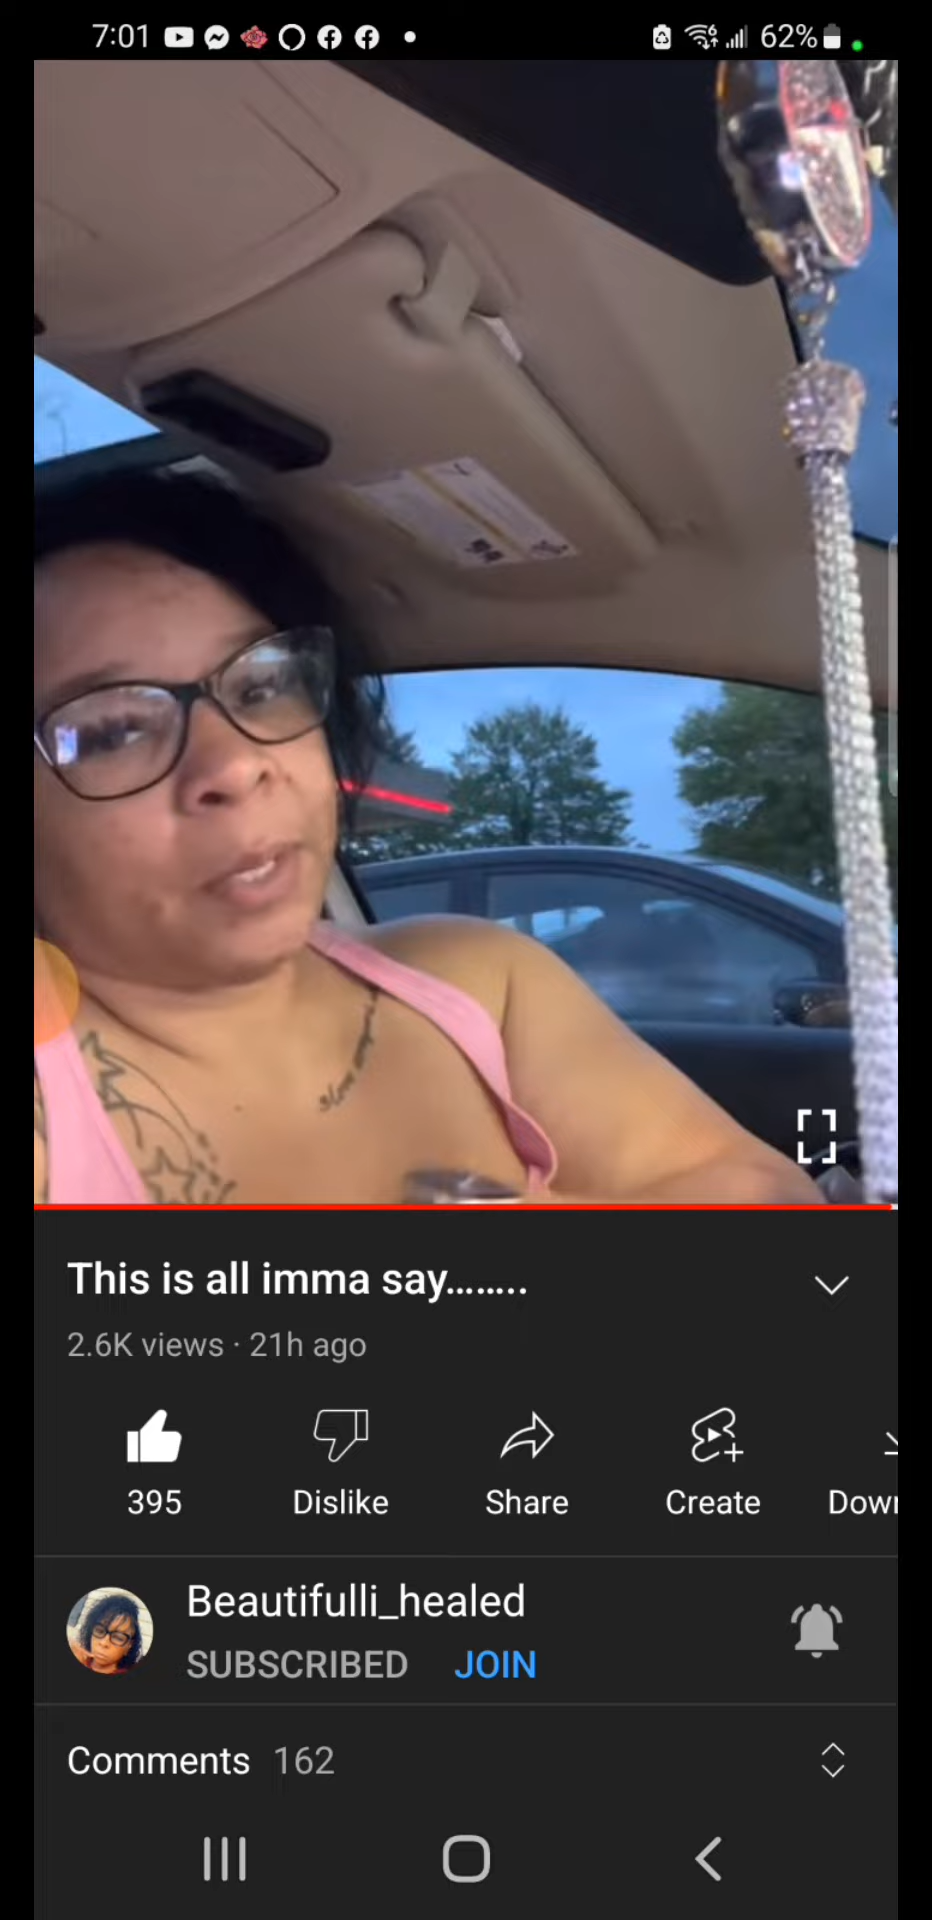 7:01 62%
This is all imma say........
2.6K views · 21h ago
395 Dislike Share Create Down
Beautifulli_healed
SUBSCRIBED JOIN
Comments 162